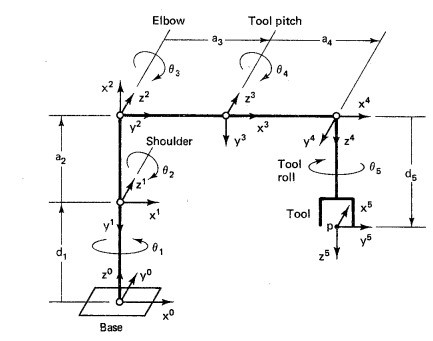 Elbow
Tool pitch
a3
a4
θ3
θ4
x²
z²
z³
x⁴
y²
x³
y³
y⁴
z⁴
Shoulder
a2
θ2
Tool
roll
θ5
z¹
d5
x¹
Tool
x⁵
y¹
p
y⁵
d1
θ1
z⁵
z⁰
y⁰
x⁰
Base